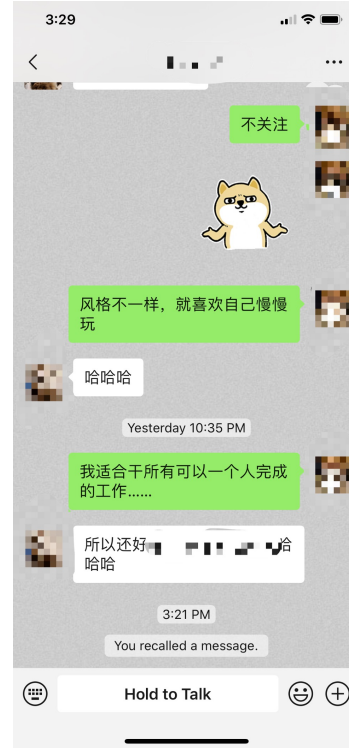 3:29
不关注
风格不一样，就喜欢自己慢慢
玩
哈哈哈
Yesterday 10:35 PM
我适合干所有可以一个人完成
的工作......
所以还好 哈
哈哈
3:21 PM
You recalled a message.
Hold to Talk